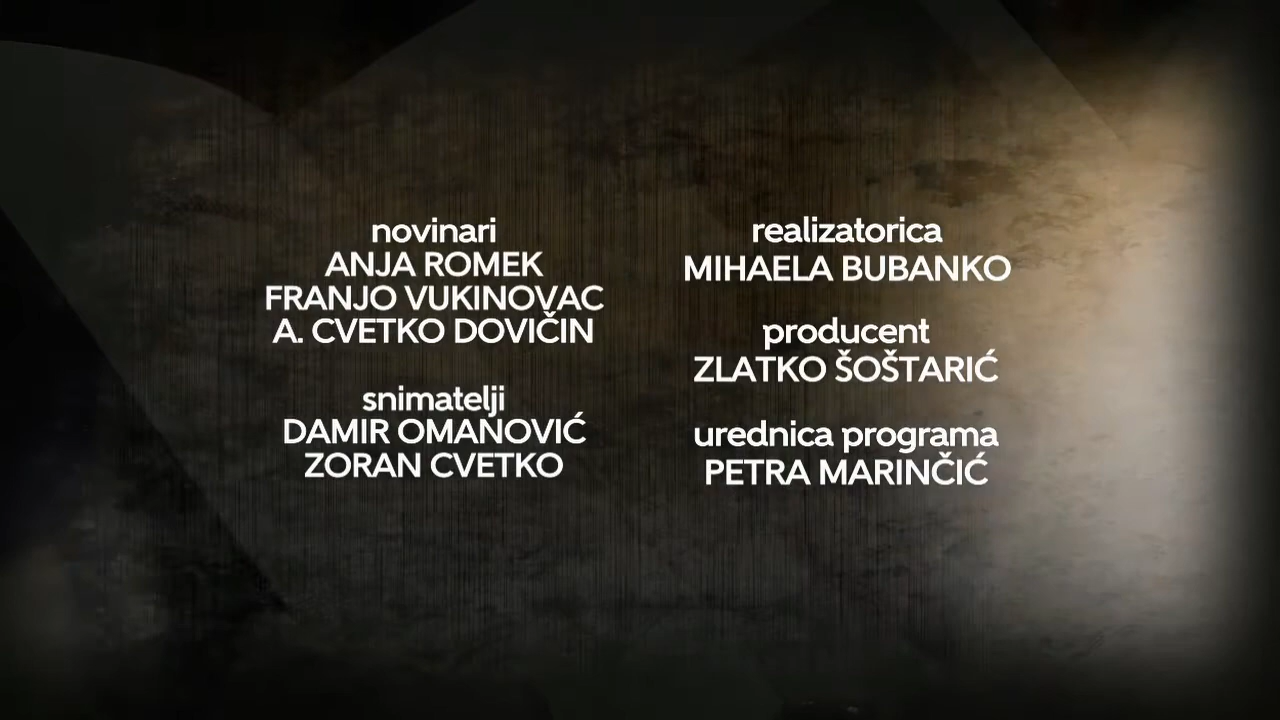 novinari
ANJA ROMEK
FRANJO VUKINOVAC
A. CVETKO DOVIČIN
snimatelji
DAMIR OMANOVIĆ
ZORAN CVETKO
realizatorica
MIHAELA BUBANKO
producent
ZLATKO ŠOŠTARIĆ
urednica programa
PETRA MARINČIĆ